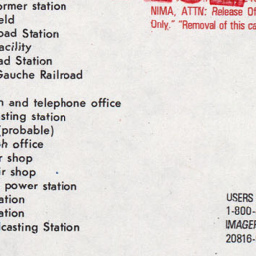 ormer station
eld
oad Station
acility
ad Station
Gauche Railroad
n and telephone office
sting station
(probable)
h office
r shop
ir shop
power station
ation
ation
casting Station
NIMA, ATTN: Release Of
Only." "Removal of this ca
USERS
1-800-
IMAGER
20816-